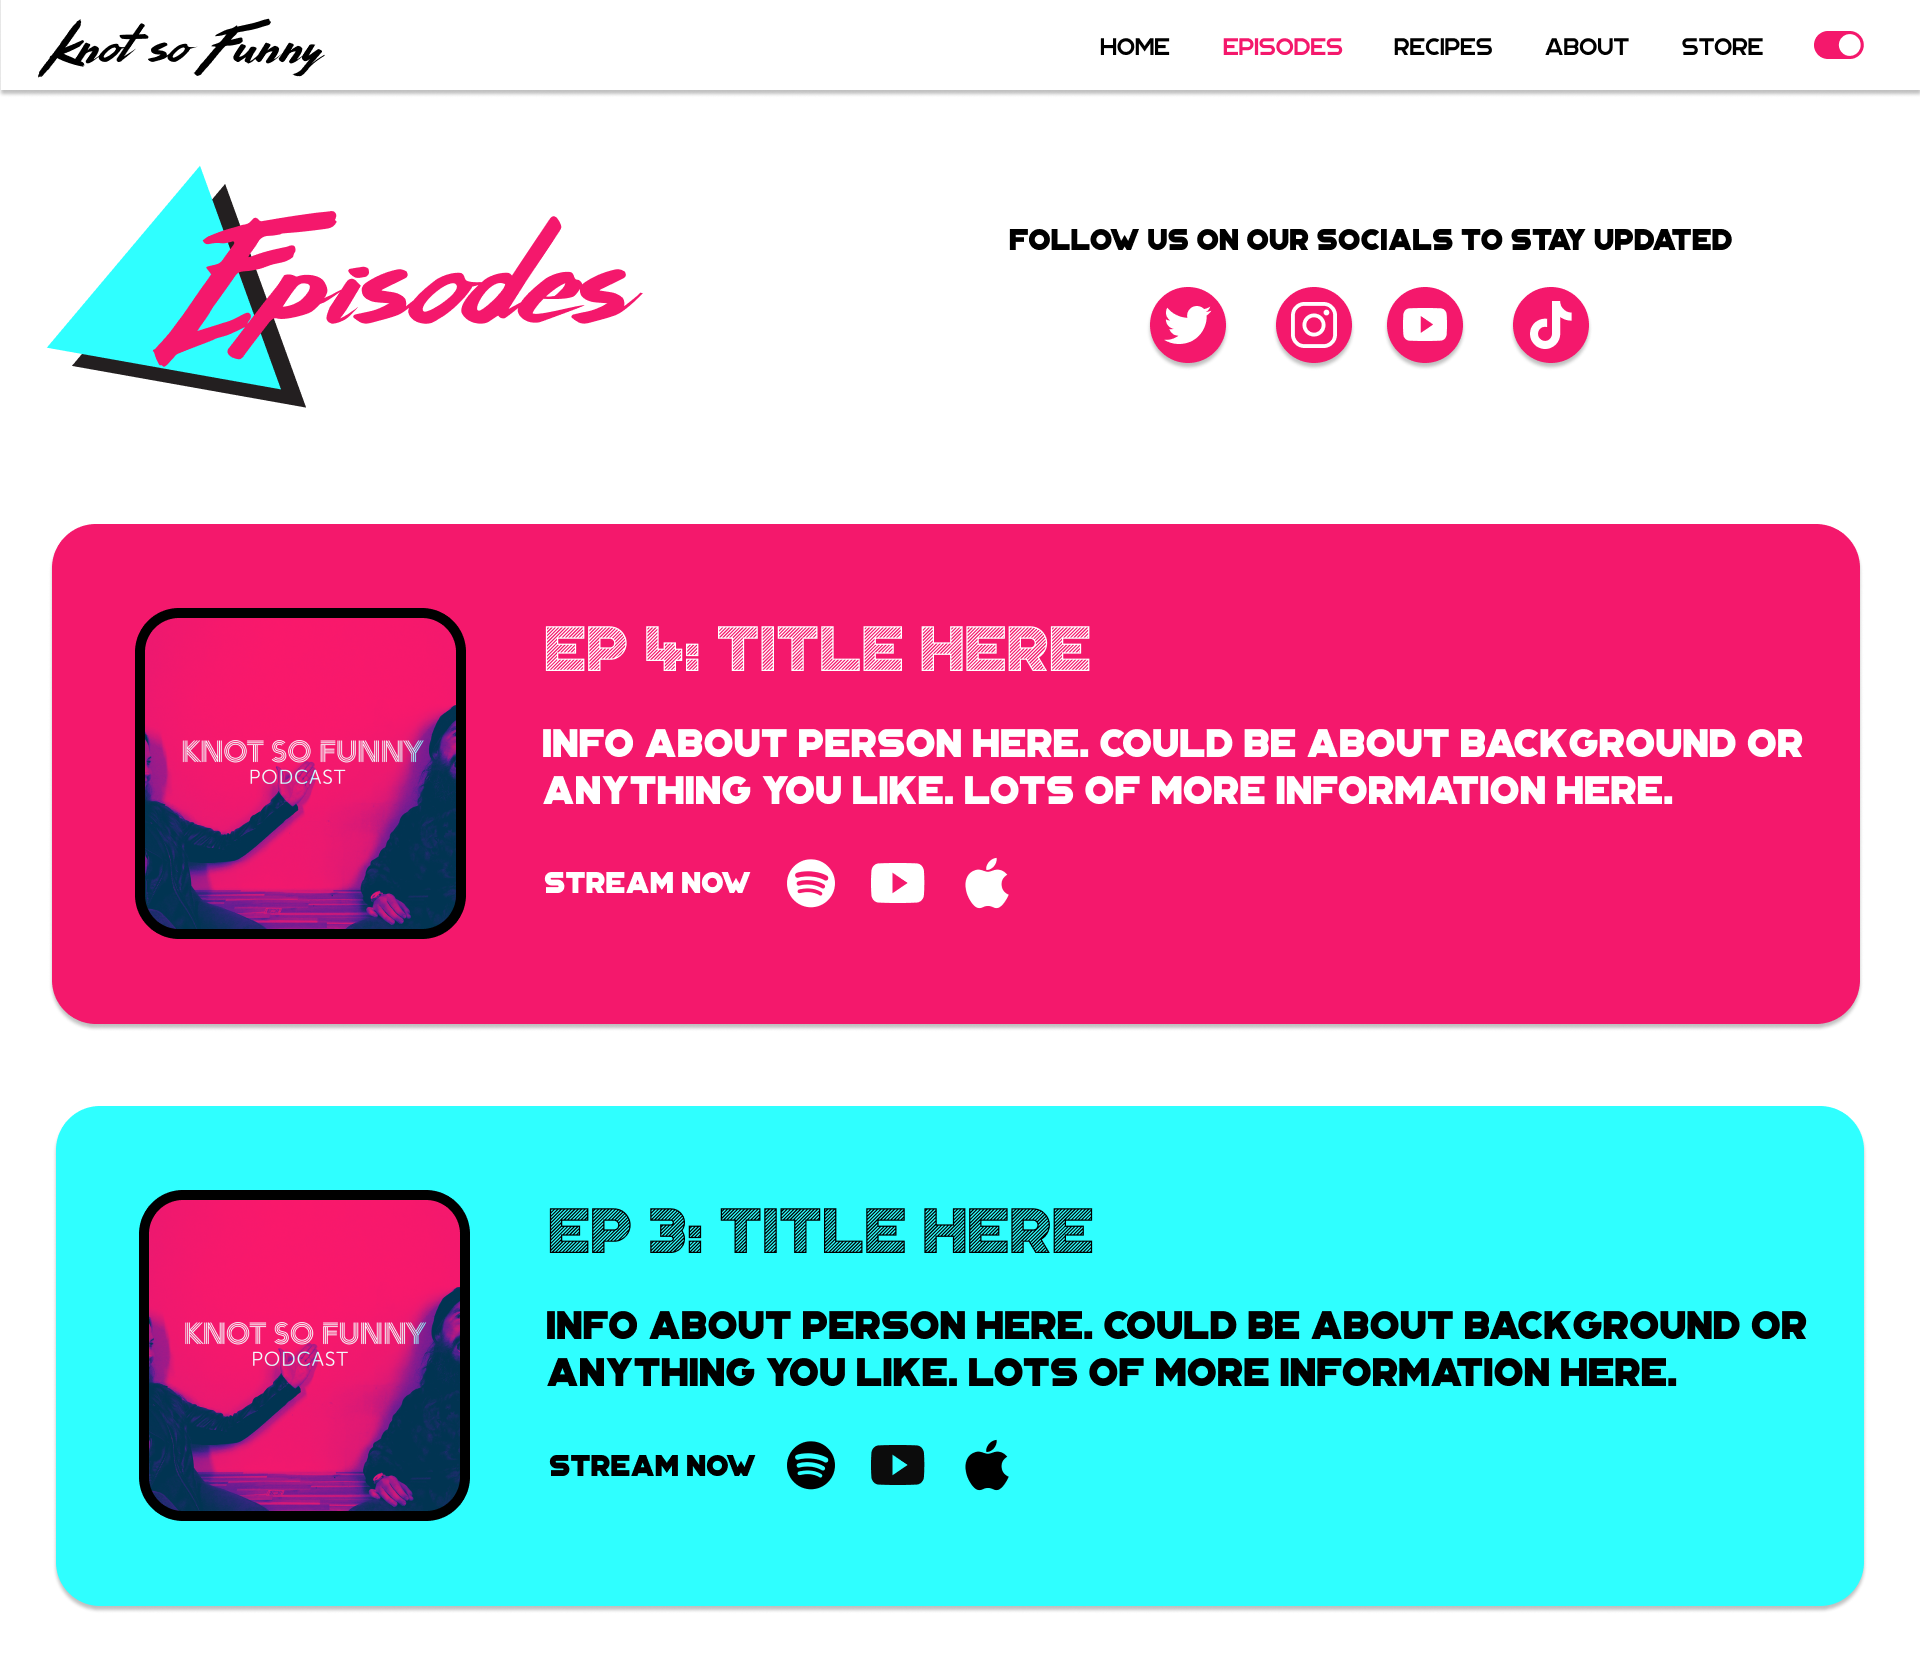 Knot so Funny
HOME EPISODES RECIPES ABOUT STORE
Episodes
FOLLOW US ON OUR SOCIALS TO STAY UPDATED
EP 4: TITLE HERE
INFO ABOUT PERSON HERE. COULD BE ABOUT BACKGROUND OR
ANYTHING YOU LIKE. LOTS OF MORE INFORMATION HERE.
KNOT SO FUNNY
PODCAST
STREAM NOW
EP 3: TITLE HERE
INFO ABOUT PERSON HERE. COULD BE ABOUT BACKGROUND OR
ANYTHING YOU LIKE. LOTS OF MORE INFORMATION HERE.
KNOT SO FUNNY
PODCAST
STREAM NOW